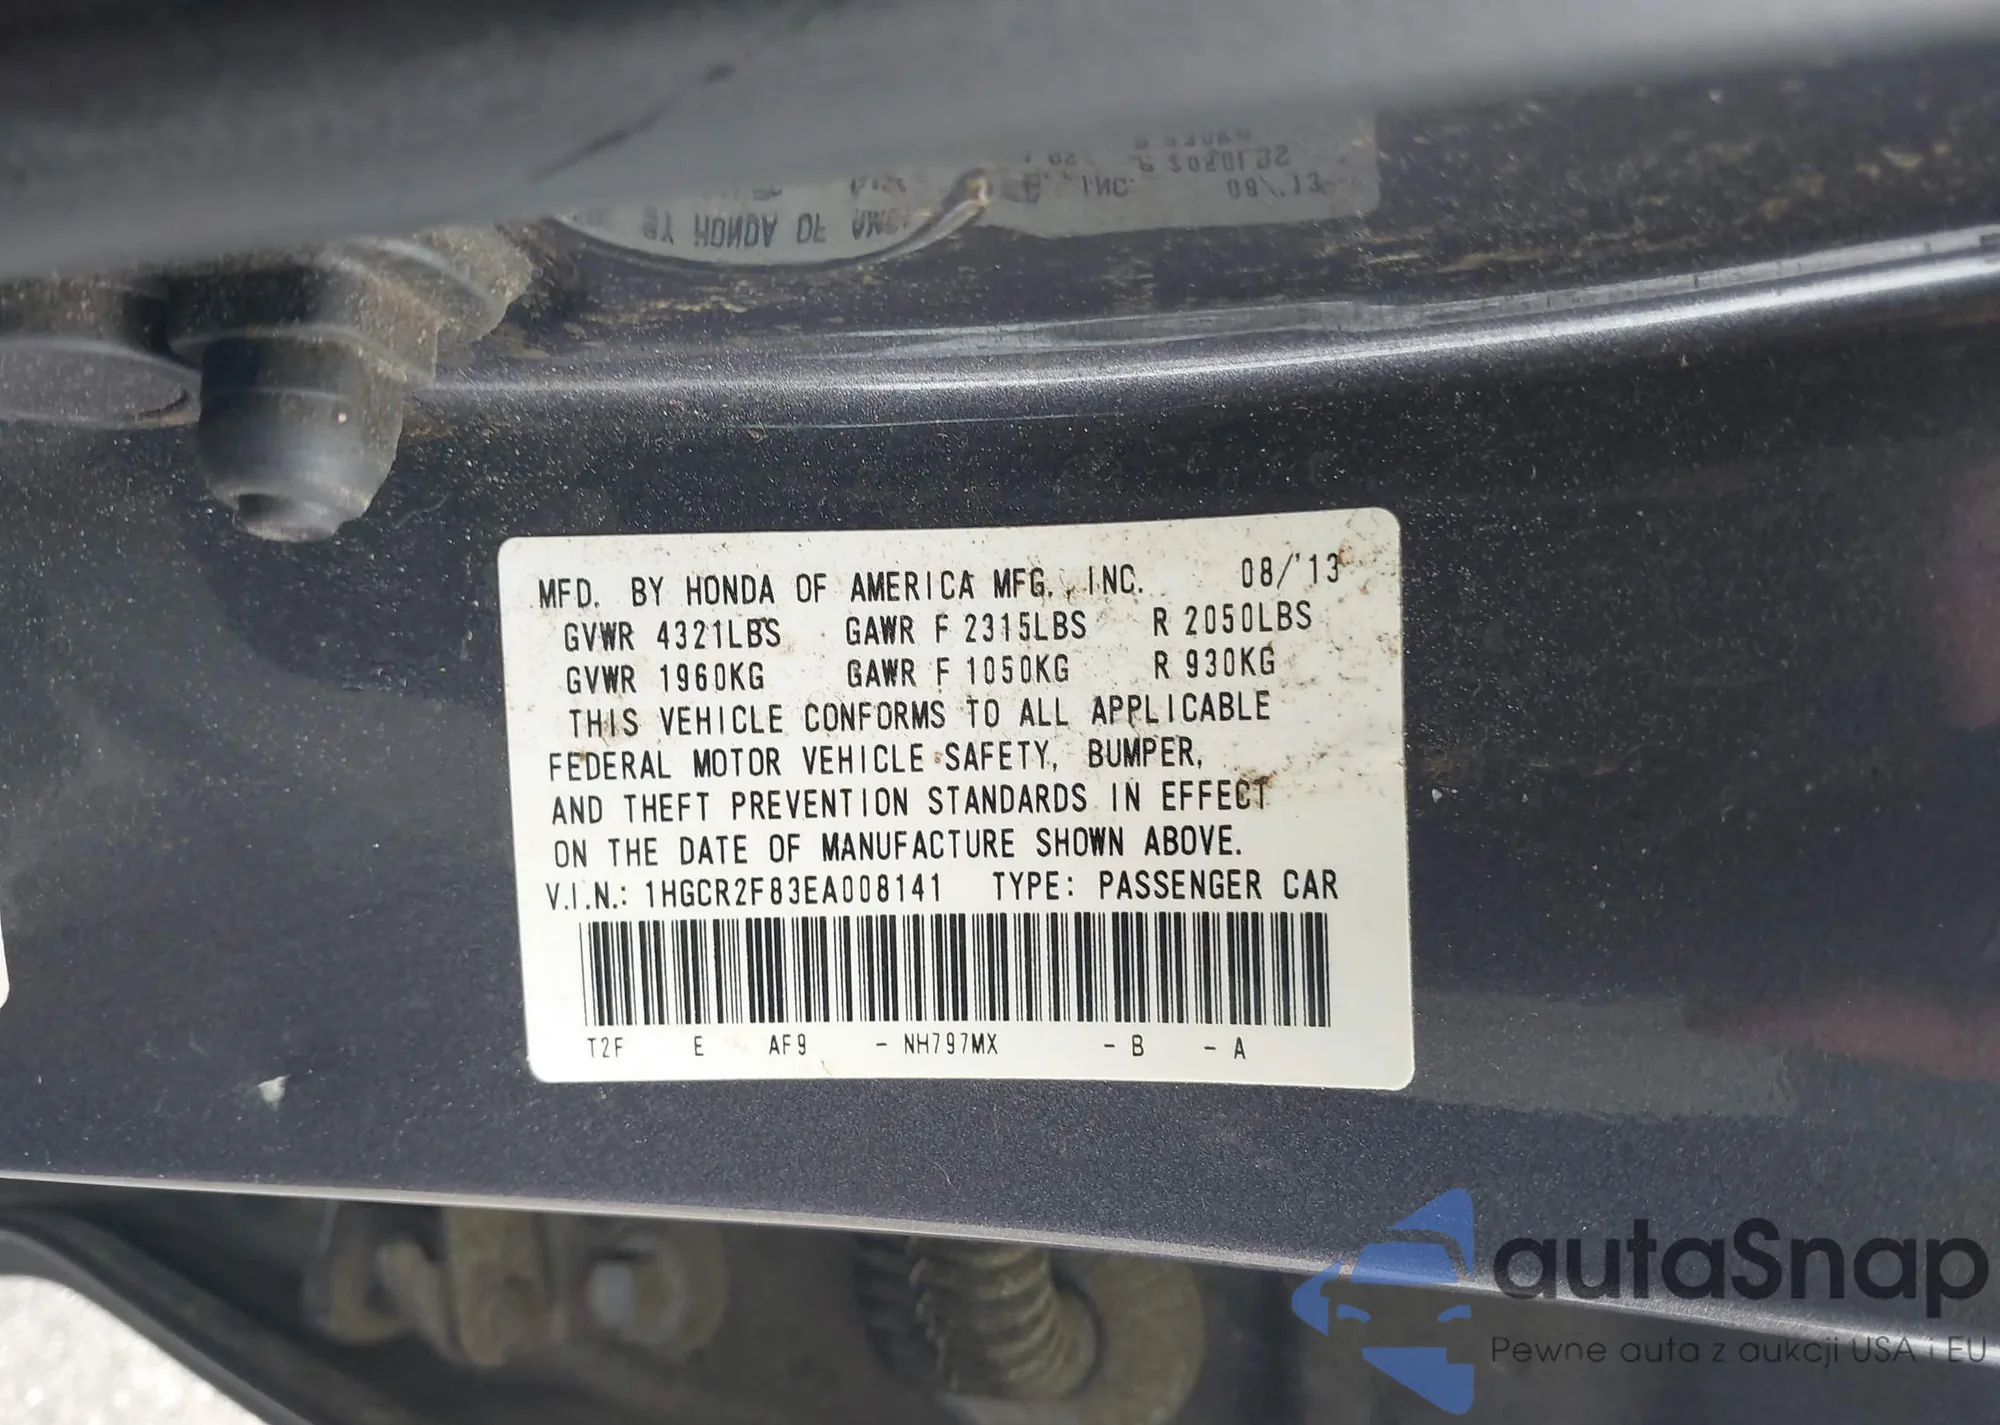 MFD. BY HONDA OF AMERICA MFG., INC. 08/'13
GVWR 4321LBS GAWR F 2315LBS R 2050LBS
GVWR 1960KG GAWR F 1050KG R 930KG
THIS VEHICLE CONFORMS TO ALL APPLICABLE
FEDERAL MOTOR VEHICLE SAFETY, BUMPER,
AND THEFT PREVENTION STANDARDS IN EFFECT
ON THE DATE OF MANUFACTURE SHOWN ABOVE.
V.I.N.: 1HGCR2F83EA008141 TYPE: PASSENGER CAR
T2F E AF9 - NH797MX - B - A
autaSnap
Pewne auta z aukcji USA i EU